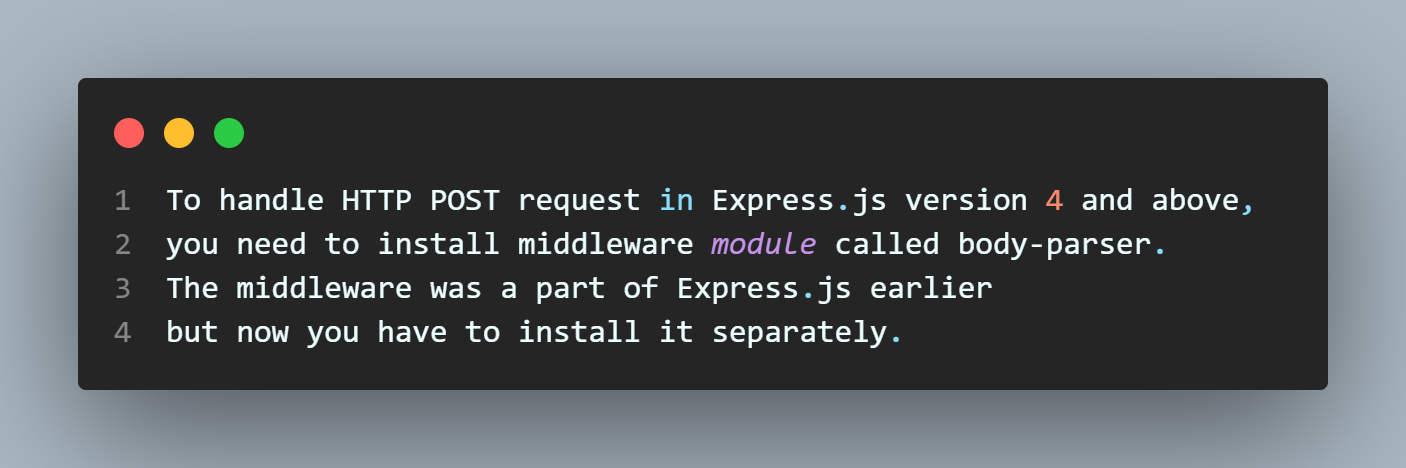 1 To handle HTTP POST request in Express.js version 4 and above,
2 you need to install middleware module called body-parser.
3 The middleware was a part of Express.js earlier
4 but now you have to install it separately.